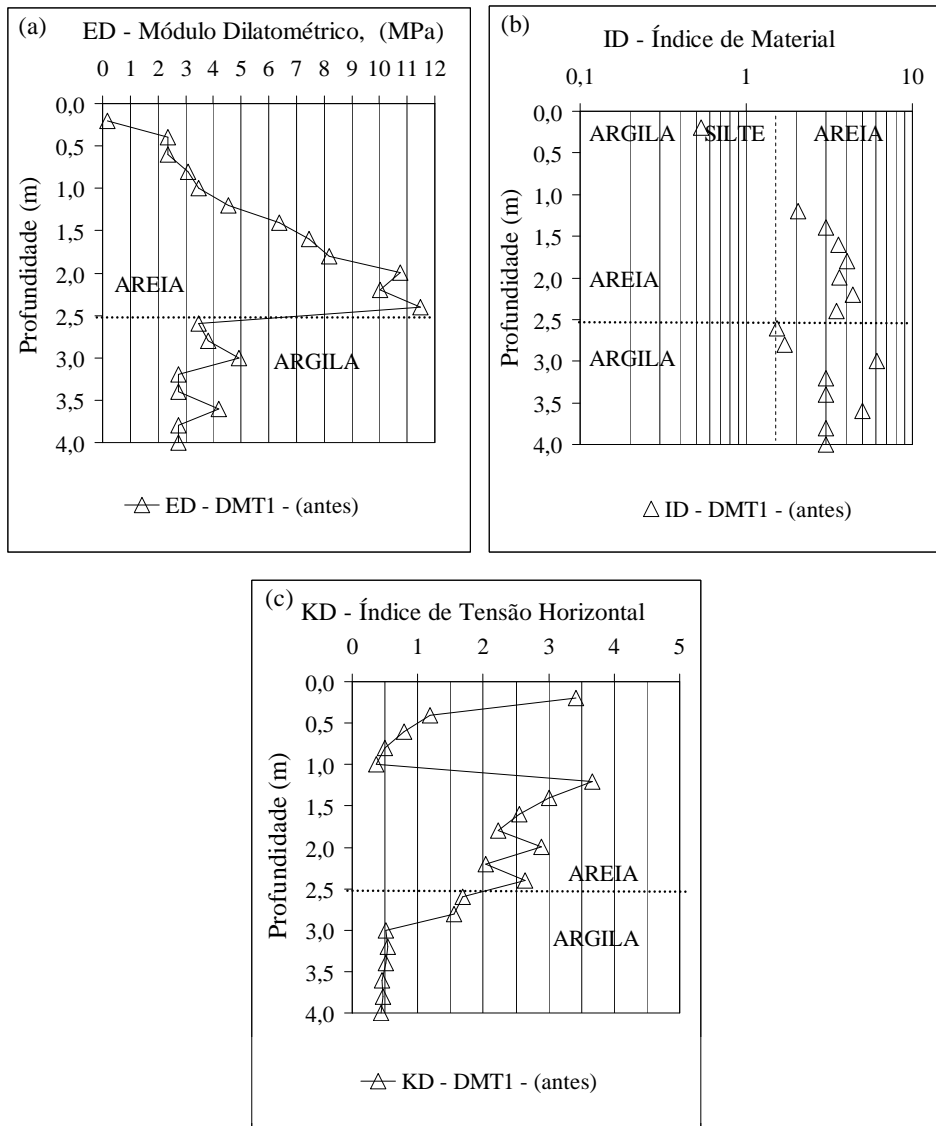 (a) ED - Módulo Dilatométrico, (MPa)
0 1 2 3 4 5 6 7 8 9 10 11 12
Profundidade (m)
0,0
0,5
1,0
1,5
2,0
2,5
3,0
3,5
4,0
AREIA
ARGILA
ED - DMT1 - (antes)
(b) ID - Índice de Material
0,1 1 10
Profundidade (m)
0,0
0,5
1,0
1,5
2,0
2,5
3,0
3,5
4,0
ARGILA SILTE AREIA
AREIA
ARGILA
ID - DMT1 - (antes)
(c) KD - Índice de Tensão Horizontal
0 1 2 3 4 5
Profundidade (m)
0,0
0,5
1,0
1,5
2,0
2,5
3,0
3,5
4,0
AREIA
ARGILA
KD - DMT1 - (antes)